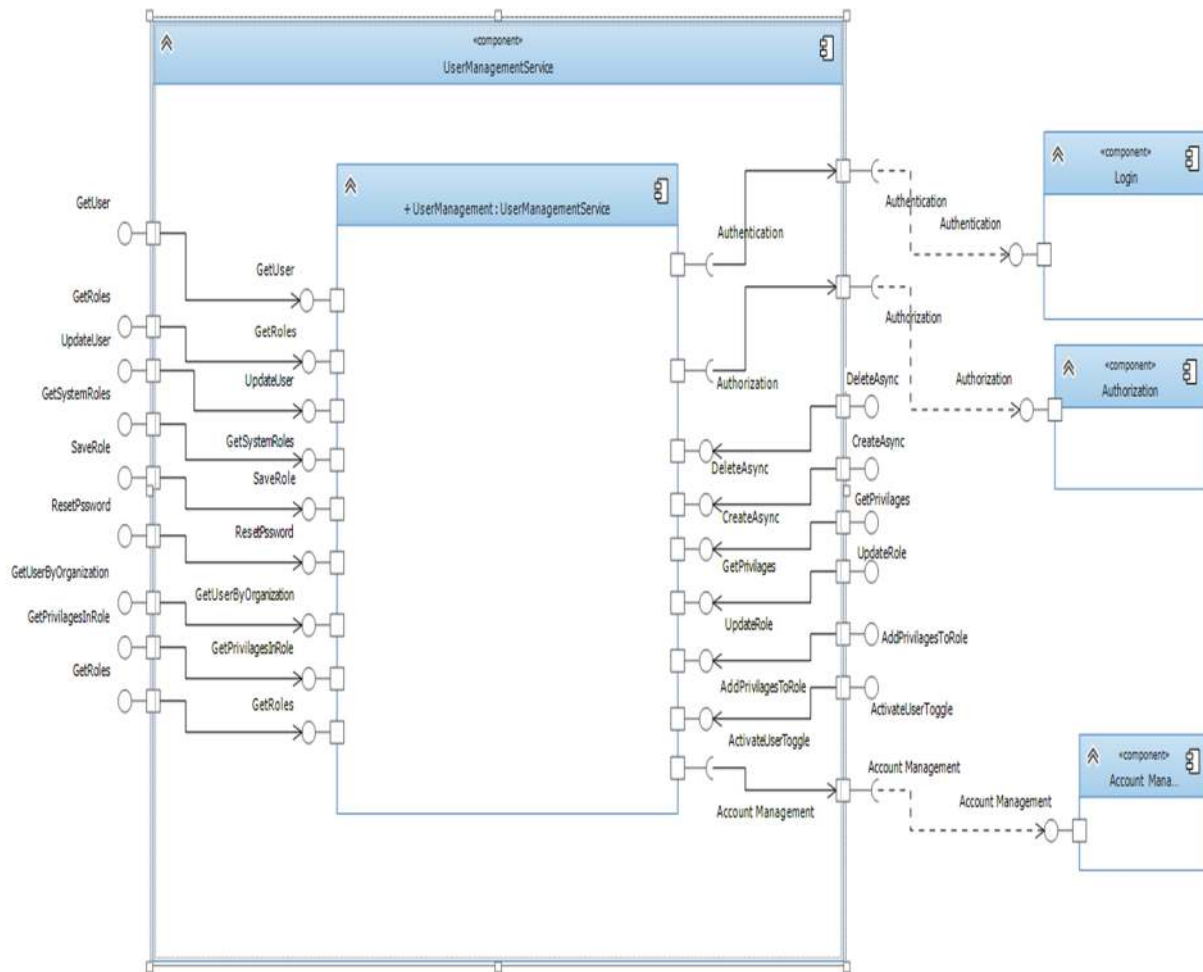 «component»
UserManagementService
«component»
Login
+ UserManagement : UserManagementService
GetUser
Authentication
Authentication
Authentication
GetUser
GetRoles
GetRoles
Authorization
UpdateUser
UpdateUser
Authorization
DeleteAsync
Authorization
«component»
Authorization
GetSystemRoles
GetSystemRoles
DeleteAsync
CreateAsync
SaveRole
SaveRole
CreateAsync
GetPrivilages
ResetPssword
ResetPssword
GetPrivilages
UpdateRole
GetUserByOrganization
GetUserByOrganization
UpdateRole
GetPrivilagesInRole
GetPrivilagesInRole
AddPrivilagesToRole
AddPrivilagesToRole
GetRoles
GetRoles
ActivateUserToggle
ActivateUserToggle
Account Management
Account Management
Account Management
«component»
Account Mana...